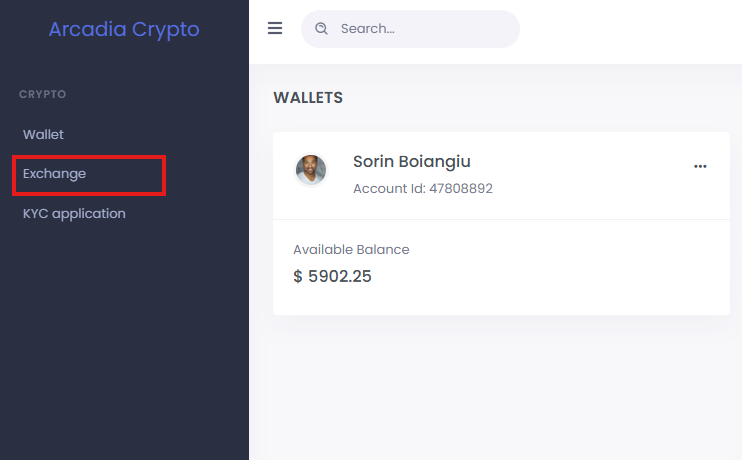 Arcadia Crypto
Search...
CRYPTO
Wallet
Exchange
KYC application
WALLETS
Sorin Boiangiu
Account Id: 47808892
Available Balance
$ 5902.25